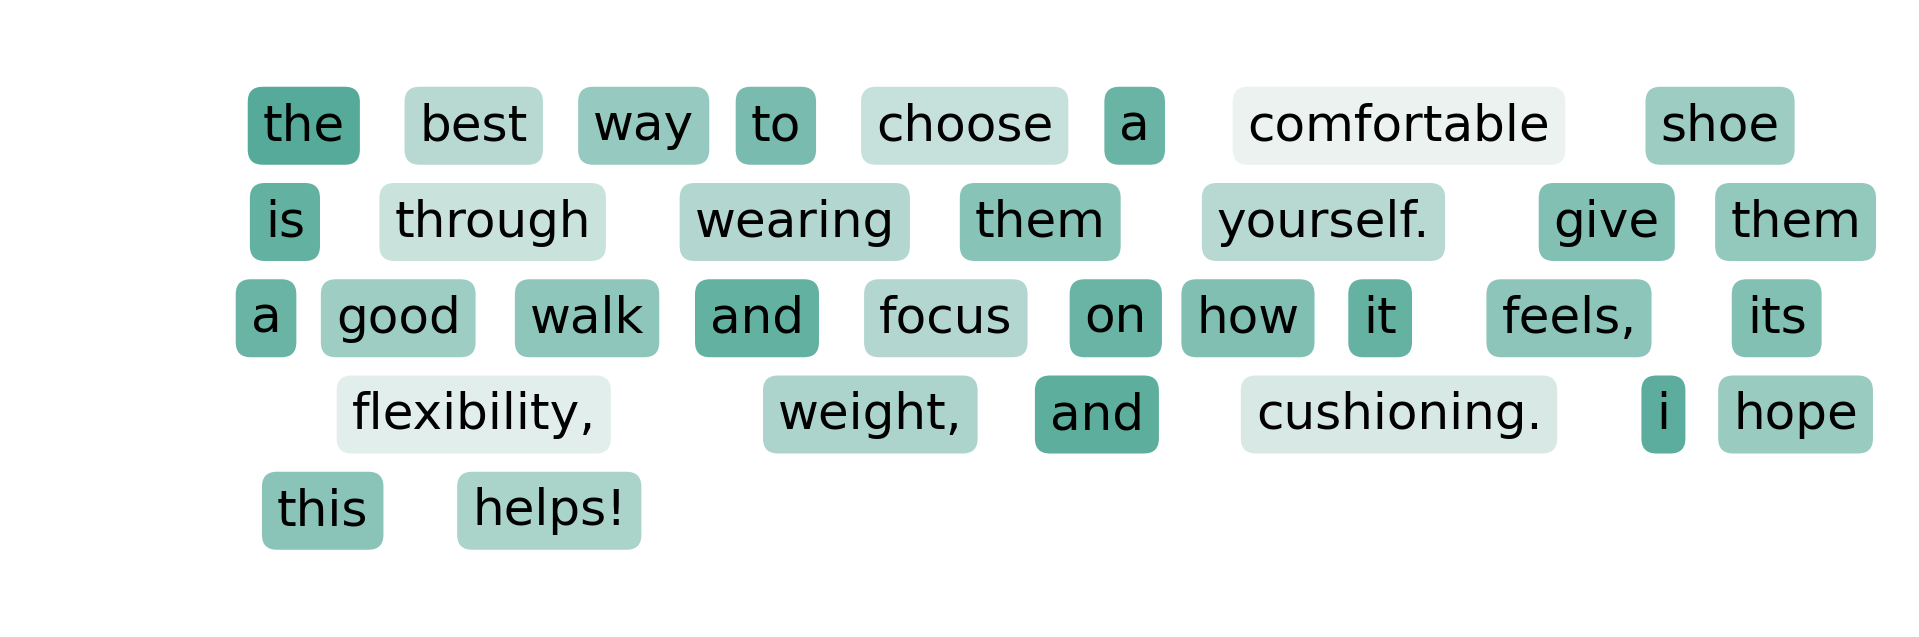 the best way to choose a comfortable shoe
is through wearing them yourself. give them
a good walk and focus on how it feels, its
flexibility, weight, and cushioning. i hope
this helps!